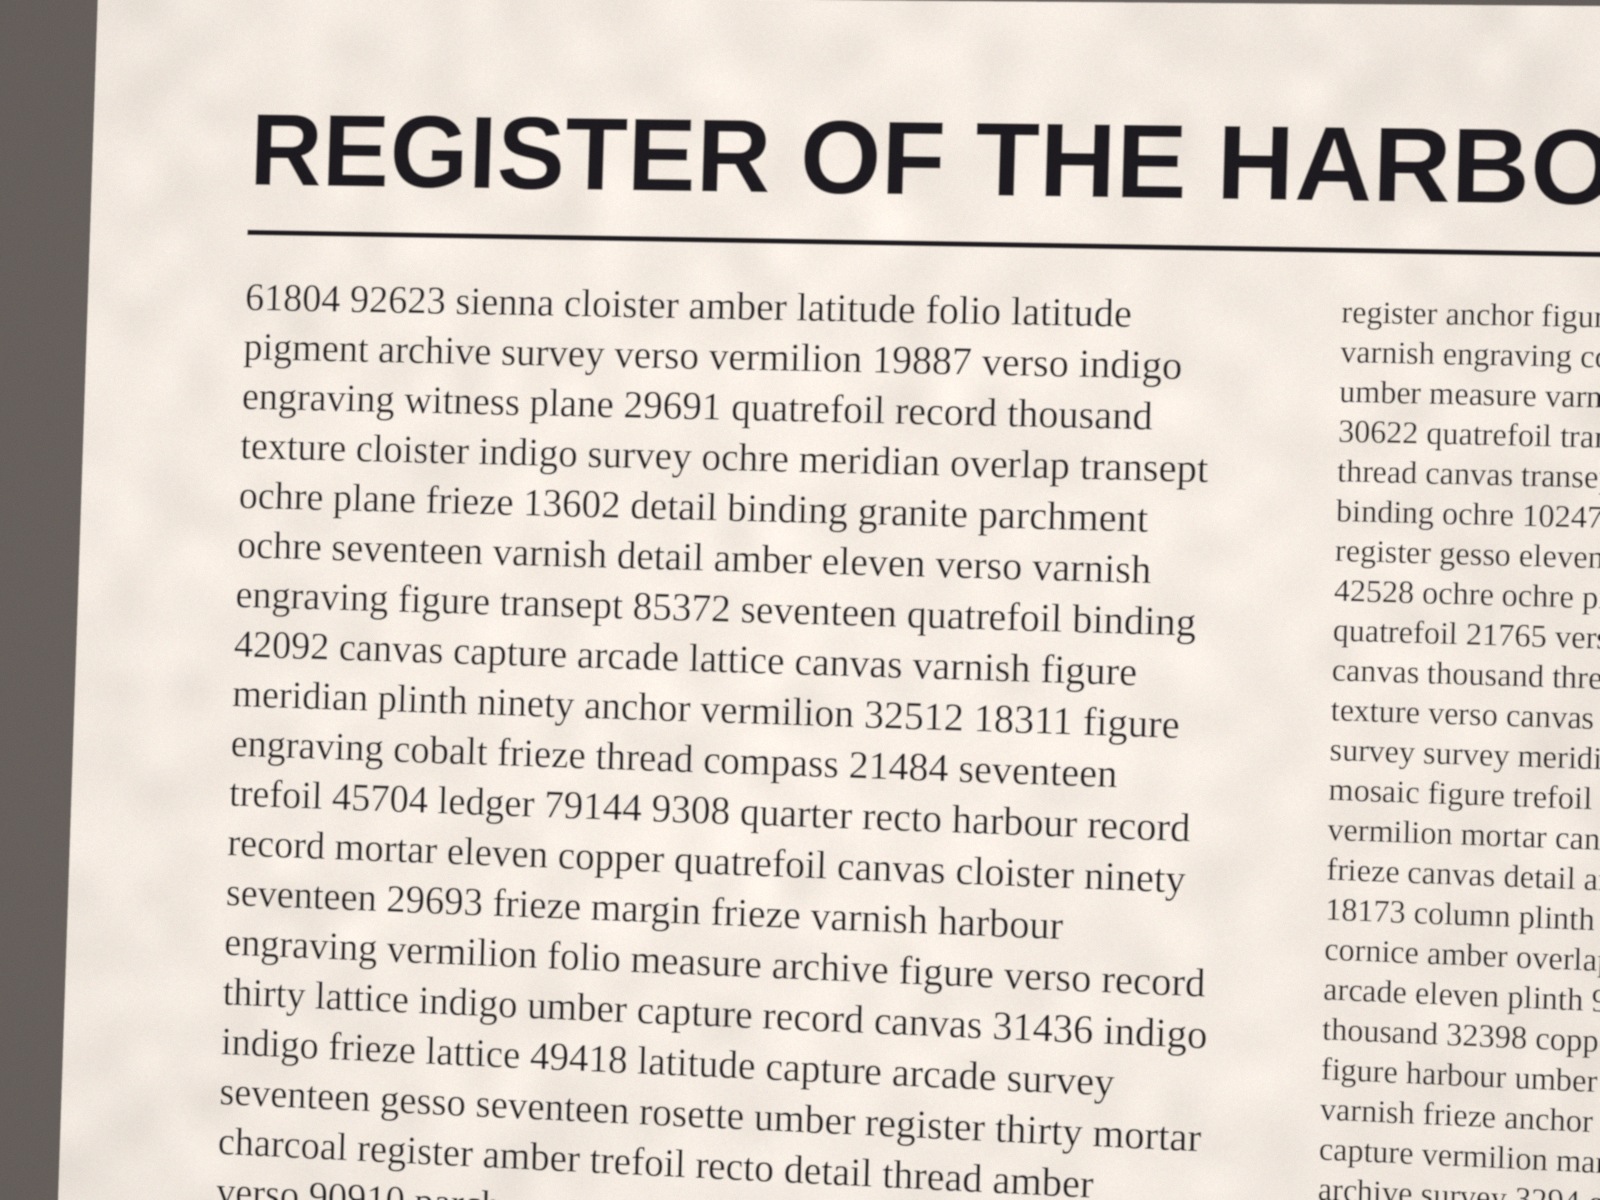 REGISTER OF THE
61804 92623 sienna cloister amber latitude folio latitude
pigment archive survey verso vermilion 19887 verso indigo
engraving witness plane 29691 quatrefoil record thousand
texture cloister indigo survey ochre meridian overlap transept
ochre plane frieze 13602 detail binding granite parchment
ochre seventeen varnish detail amber eleven verso varnish
engraving figure transept 85372 seventeen quatrefoil binding
42092 canvas capture arcade lattice canvas varnish figure
meridian plinth ninety anchor vermilion 32512 18311 figure
engraving cobalt frieze thread compass 21484 seventeen
trefoil 45704 ledger 79144 9308 quarter recto harbour record
record mortar eleven copper quatrefoil canvas cloister ninety
seventeen 29693 frieze margin frieze varnish harbour
engraving vermilion folio measure archive figure verso record
thirty lattice indigo umber capture record canvas 31436 indigo
indigo frieze lattice 49418 latitude capture arcade survey
seventeen gesso seventeen rosette umber register thirty mortar
charcoal register amber trefoil recto detail thread amber
verso 90910
register anchor
varnish engraving
umber measure
30622 quatrefoil
thread canvas
binding ochre 10247
register gesso eleven
42528 ochre ochre
quatrefoil 21765
canvas thousand
texture verso canvas
survey survey
mosaic figure trefoil
vermilion mortar
frieze canvas detail
18173 column plinth
cornice amber
arcade eleven plinth
thousand 32398
figure harbour umber
varnish frieze anchor
capture vermilion
archive survey